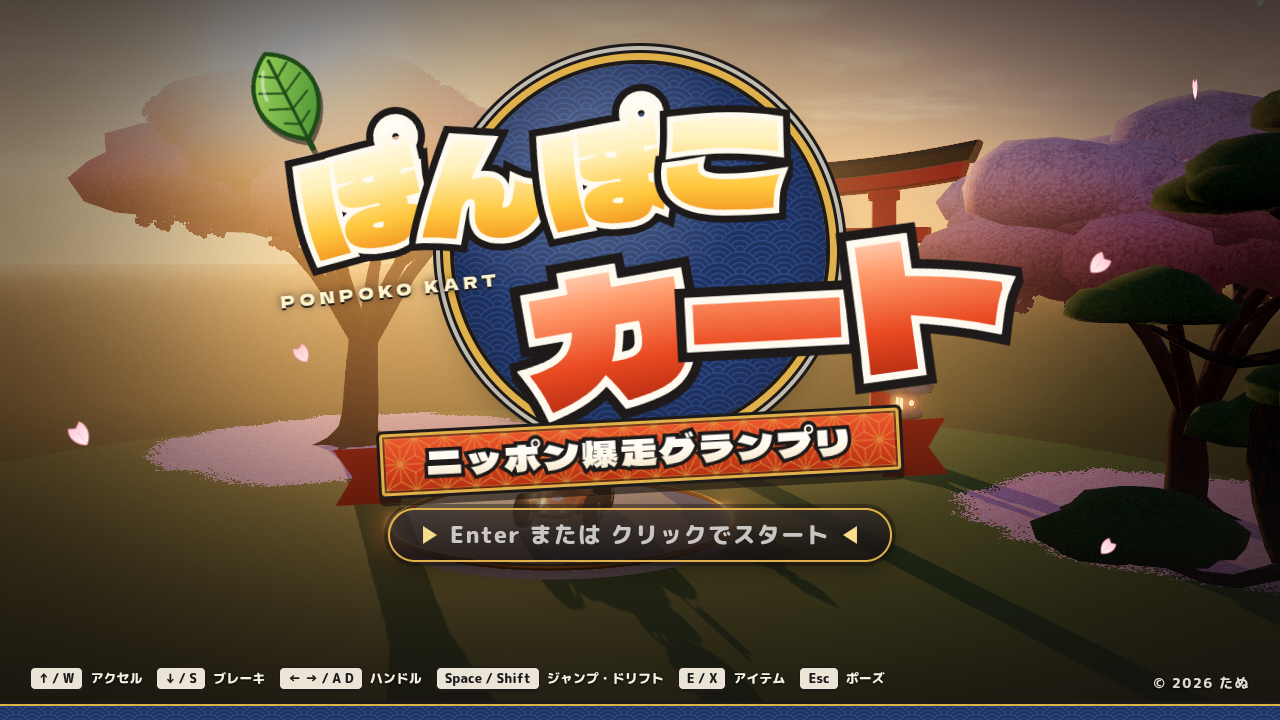 ぽんぽこ
PONPOKO KART
カート
ニッポン爆走グランプリ
▶ Enter または クリックでスタート ◀
↑ / W アクセル ↓ / S ブレーキ ← → / A D ハンドル Space / Shift ジャンプ・ドリフト E / X アイテム Esc ポーズ
© 2026 たぬ